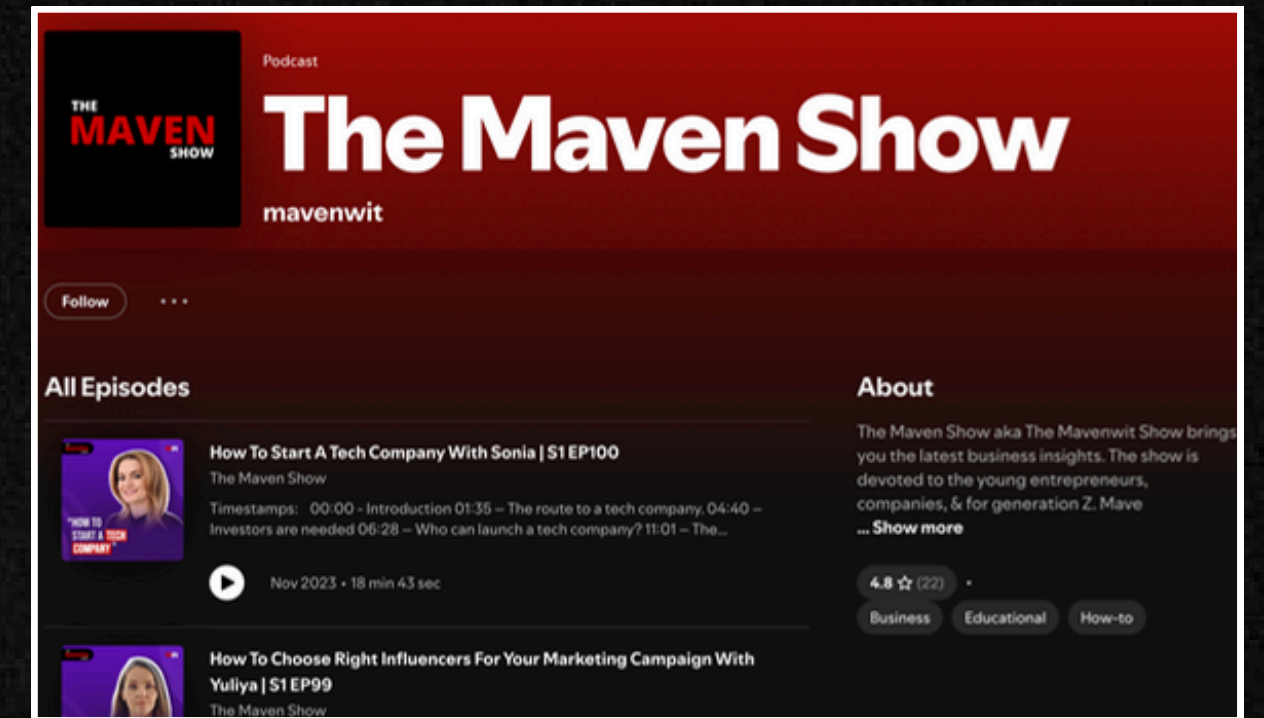 THE
MAVEN
SHOW
Podcast
The Maven Show
mavenwit
Follow
All Episodes
"HOW TO
START A TECH
COMPANY"
How To Start A Tech Company With Sonia | S1 EP100
The Maven Show
Timestamps: 00:00 - Introduction 01:35 – The route to a tech company. 04:40 –
Investors are needed 06:28 – Who can launch a tech company? 11:01 – The...
Nov 2023 • 18 min 43 sec
How To Choose Right Influencers For Your Marketing Campaign With
Yuliya | S1 EP99
The Maven Show
About
The Maven Show aka The Mavenwit Show brings
you the latest business insights. The show is
devoted to the young entrepreneurs,
companies, & for generation Z. Mave
... Show more
4.8 ☆ (22) •
Business Educational How-to